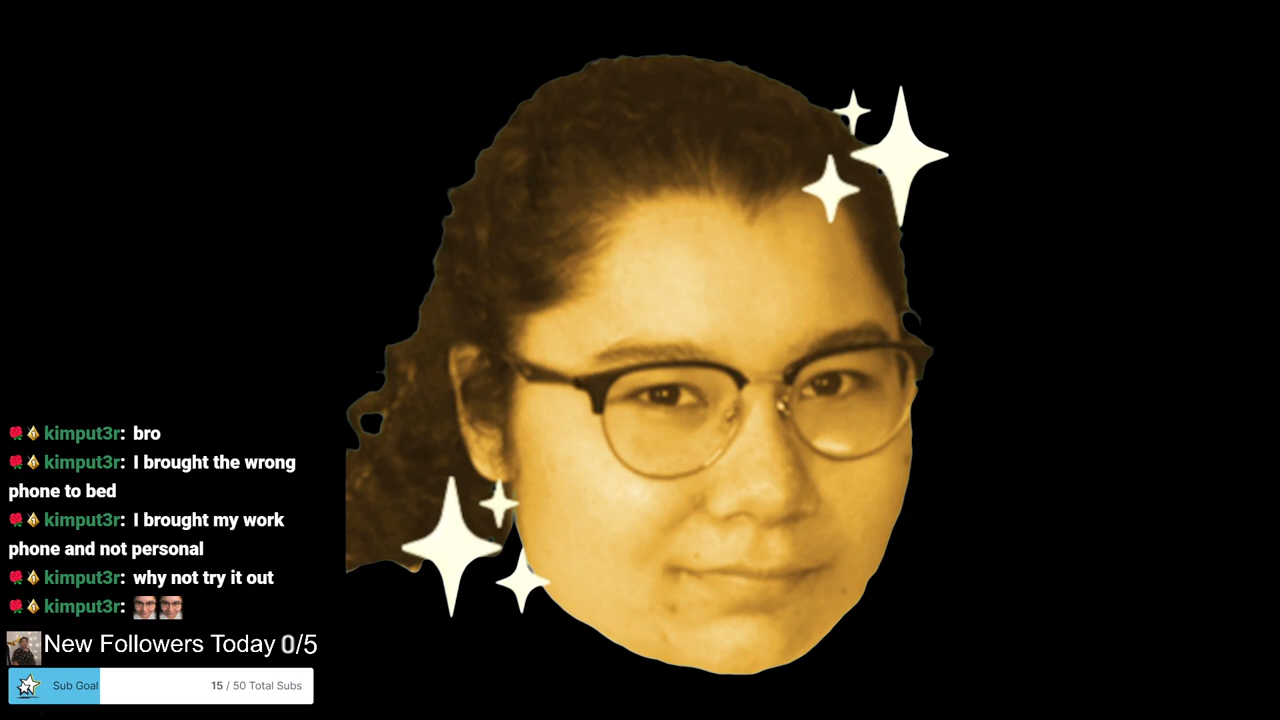 kimput3r: bro
kimput3r: I brought the wrong
phone to bed
kimput3r: I brought my work
phone and not personal
kimput3r: why not try it out
kimput3r:
New Followers Today 0/5
Sub Goal 15 / 50 Total Subs